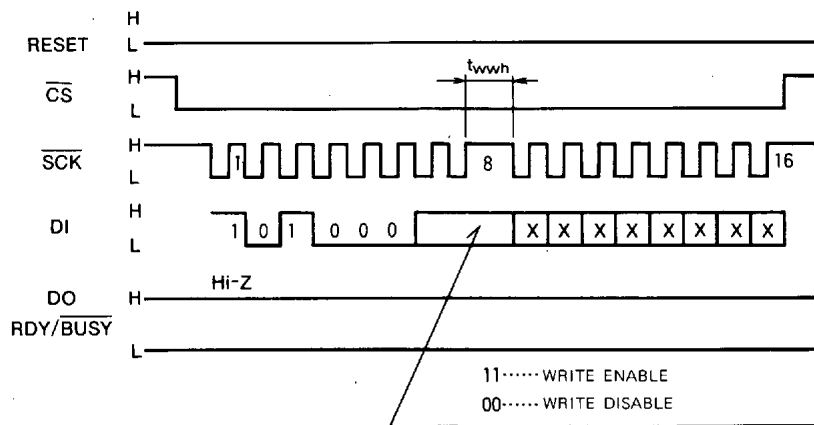 H
RESET L
twwh
H
CS
L
H
SCK 1 8 16
L
H
DI 1 0 1 0 0 0 X X X X X X X X
L
Hi-Z
DO H
RDY/BUSY
L
11······WRITE ENABLE
00······WRITE DISABLE